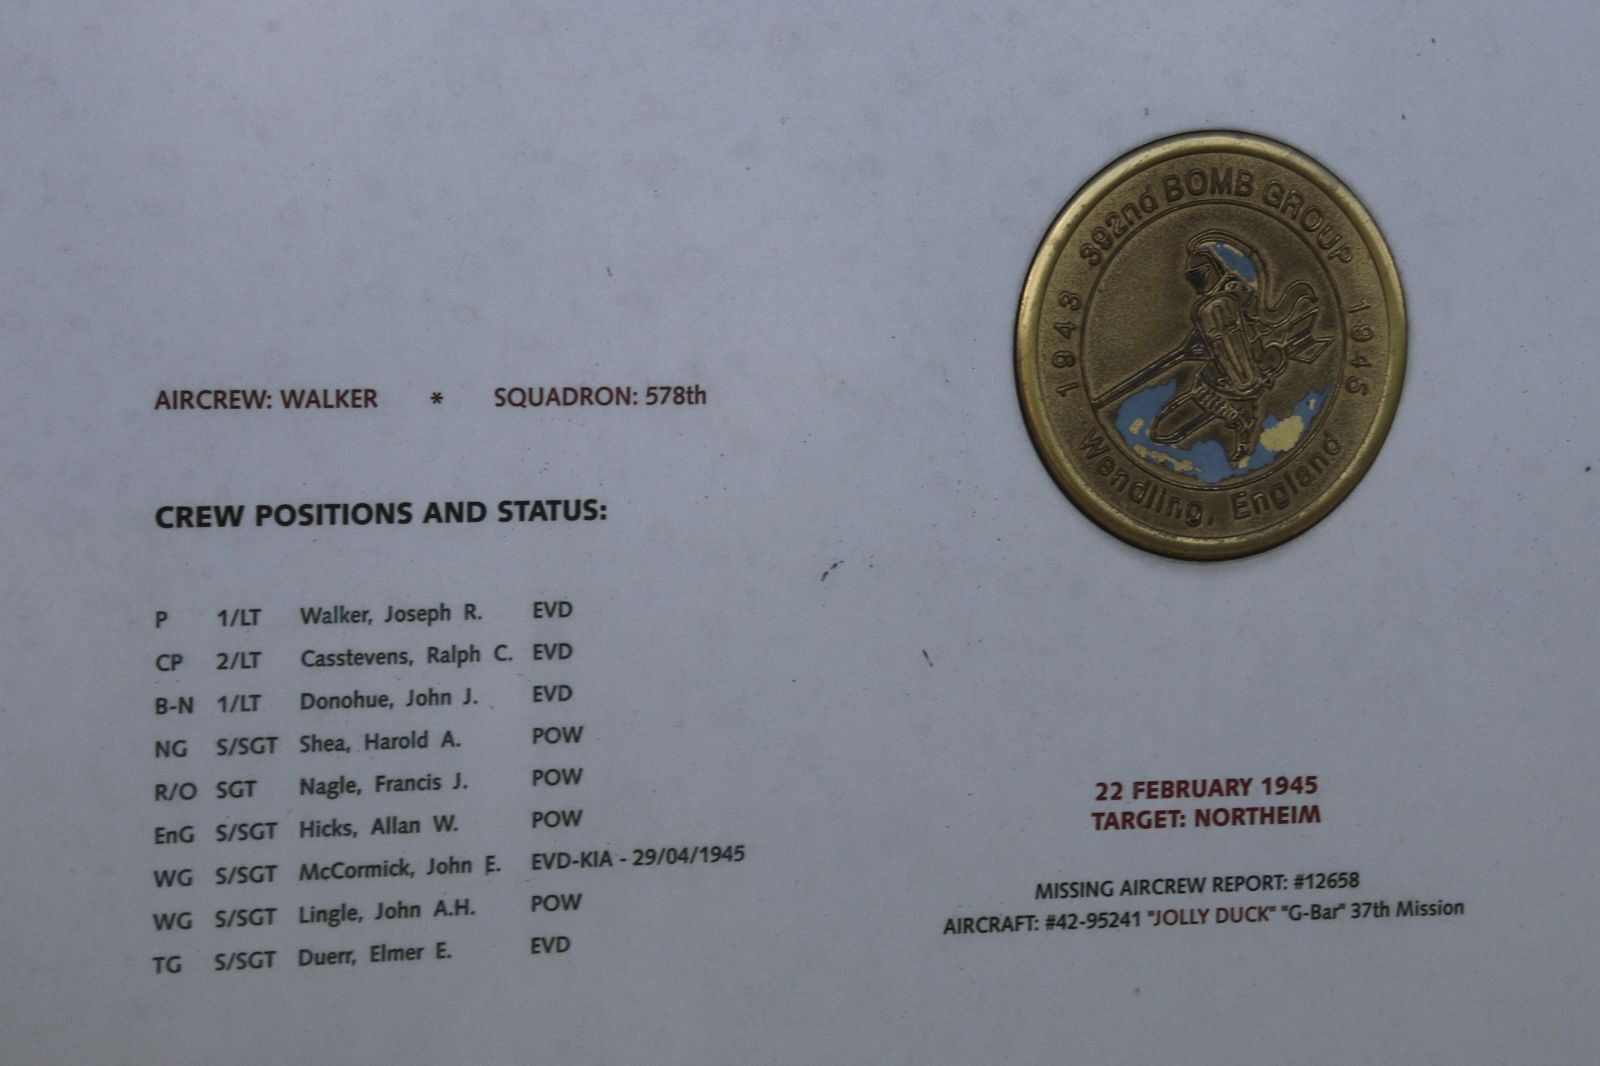 392nd BOMB GROUP
1943 1945
Wendling, England
AIRCREW: WALKER * SQUADRON: 578th
CREW POSITIONS AND STATUS:
P 1/LT Walker, Joseph R. EVD
CP 2/LT Casstevens, Ralph C. EVD
B-N 1/LT Donohue, John J. EVD
NG S/SGT Shea, Harold A. POW
R/O SGT Nagle, Francis J. POW
EnG S/SGT Hicks, Allan W. POW
WG S/SGT McCormick, John E. EVD-KIA - 29/04/1945
WG S/SGT Lingle, John A.H. POW
TG S/SGT Duerr, Elmer E. EVD
22 FEBRUARY 1945
TARGET: NORTHEIM
MISSING AIRCREW REPORT: #12658
AIRCRAFT: #42-95241 "JOLLY DUCK" "G-Bar" 37th Mission